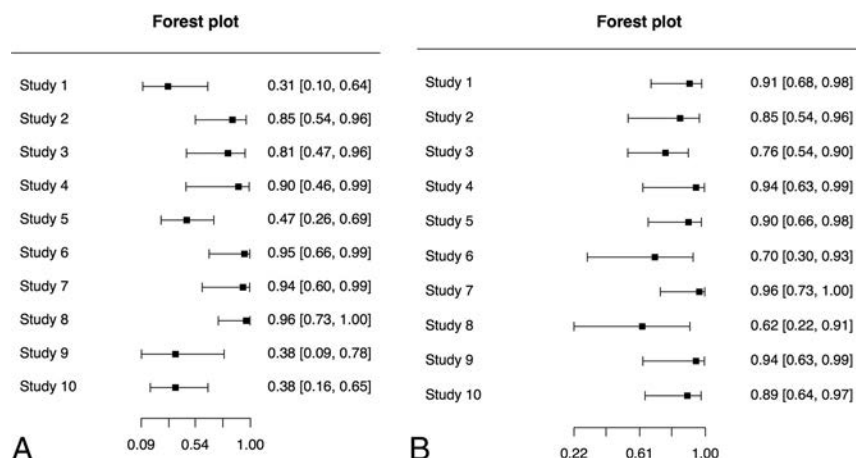 Forest plot
Study 1 0.31 [0.10, 0.64]
Study 2 0.85 [0.54, 0.96]
Study 3 0.81 [0.47, 0.96]
Study 4 0.90 [0.46, 0.99]
Study 5 0.47 [0.26, 0.69]
Study 6 0.95 [0.66, 0.99]
Study 7 0.94 [0.60, 0.99]
Study 8 0.96 [0.73, 1.00]
Study 9 0.38 [0.09, 0.78]
Study 10 0.38 [0.16, 0.65]
0.09 0.54 1.00
A
Forest plot
Study 1 0.91 [0.68, 0.98]
Study 2 0.85 [0.54, 0.96]
Study 3 0.76 [0.54, 0.90]
Study 4 0.94 [0.63, 0.99]
Study 5 0.90 [0.66, 0.98]
Study 6 0.70 [0.30, 0.93]
Study 7 0.96 [0.73, 1.00]
Study 8 0.62 [0.22, 0.91]
Study 9 0.94 [0.63, 0.99]
Study 10 0.89 [0.64, 0.97]
0.22 0.61 1.00
B